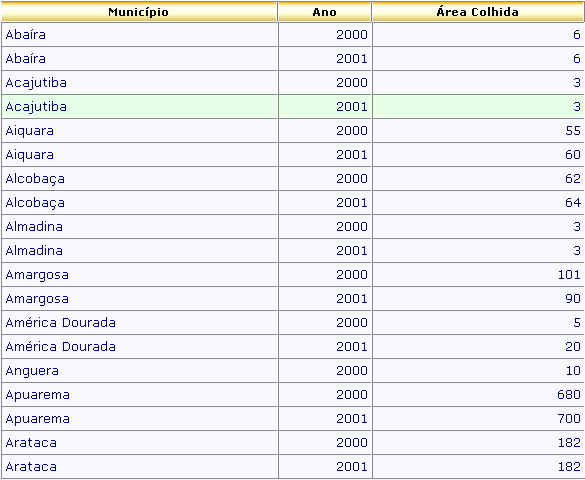 Município Ano Área Colhida
Abaíra 2000 6
Abaíra 2001 6
Acajutiba 2000 3
Acajutiba 2001 3
Aiquara 2000 55
Aiquara 2001 60
Alcobaça 2000 62
Alcobaça 2001 64
Almadina 2000 3
Almadina 2001 3
Amargosa 2000 101
Amargosa 2001 90
América Dourada 2000 5
América Dourada 2001 20
Anguera 2000 10
Apuarema 2000 680
Apuarema 2001 700
Arataca 2000 182
Arataca 2001 182